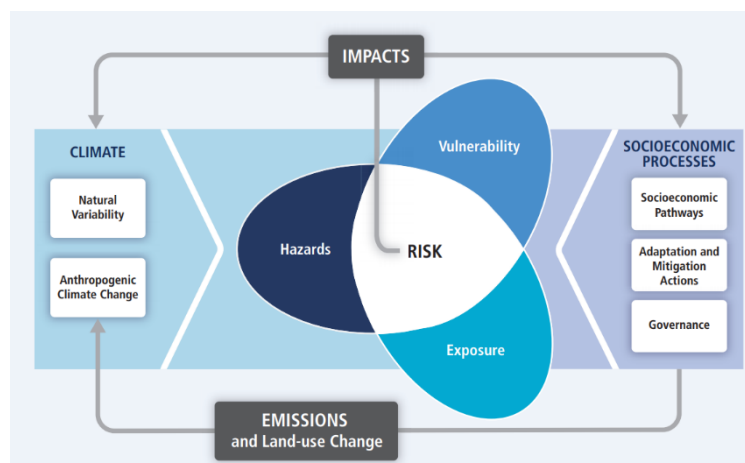 IMPACTS
CLIMATE
Natural
Variability
Anthropogenic
Climate Change
Vulnerability
Hazards
RISK
Exposure
SOCIOECONOMIC
PROCESSES
Socioeconomic
Pathways
Adaptation and
Mitigation
Actions
Governance
EMISSIONS
and Land-use Change